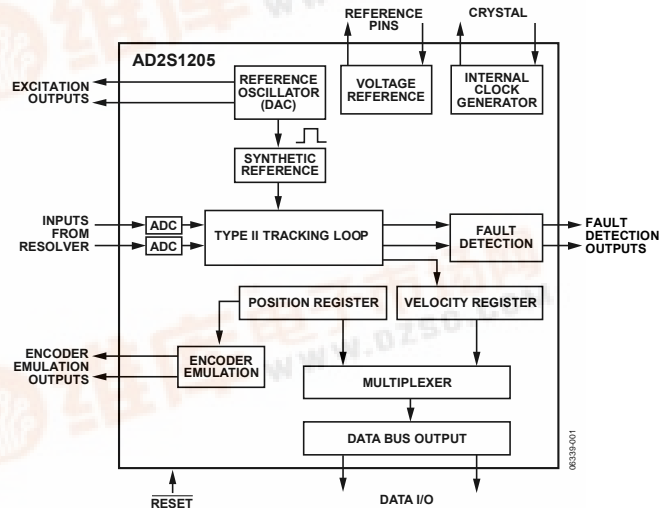 REFERENCE
PINS
CRYSTAL
AD2S1205
EXCITATION
OUTPUTS
REFERENCE
OSCILLATOR
(DAC)
VOLTAGE
REFERENCE
INTERNAL
CLOCK
GENERATOR
SYNTHETIC
REFERENCE
INPUTS
FROM
RESOLVER
ADC
ADC
TYPE II TRACKING LOOP
FAULT
DETECTION
FAULT
DETECTION
OUTPUTS
POSITION REGISTER
VELOCITY REGISTER
ENCODER
EMULATION
OUTPUTS
ENCODER
EMULATION
MULTIPLEXER
DATA BUS OUTPUT
RESET
DATA I/O
06339-001